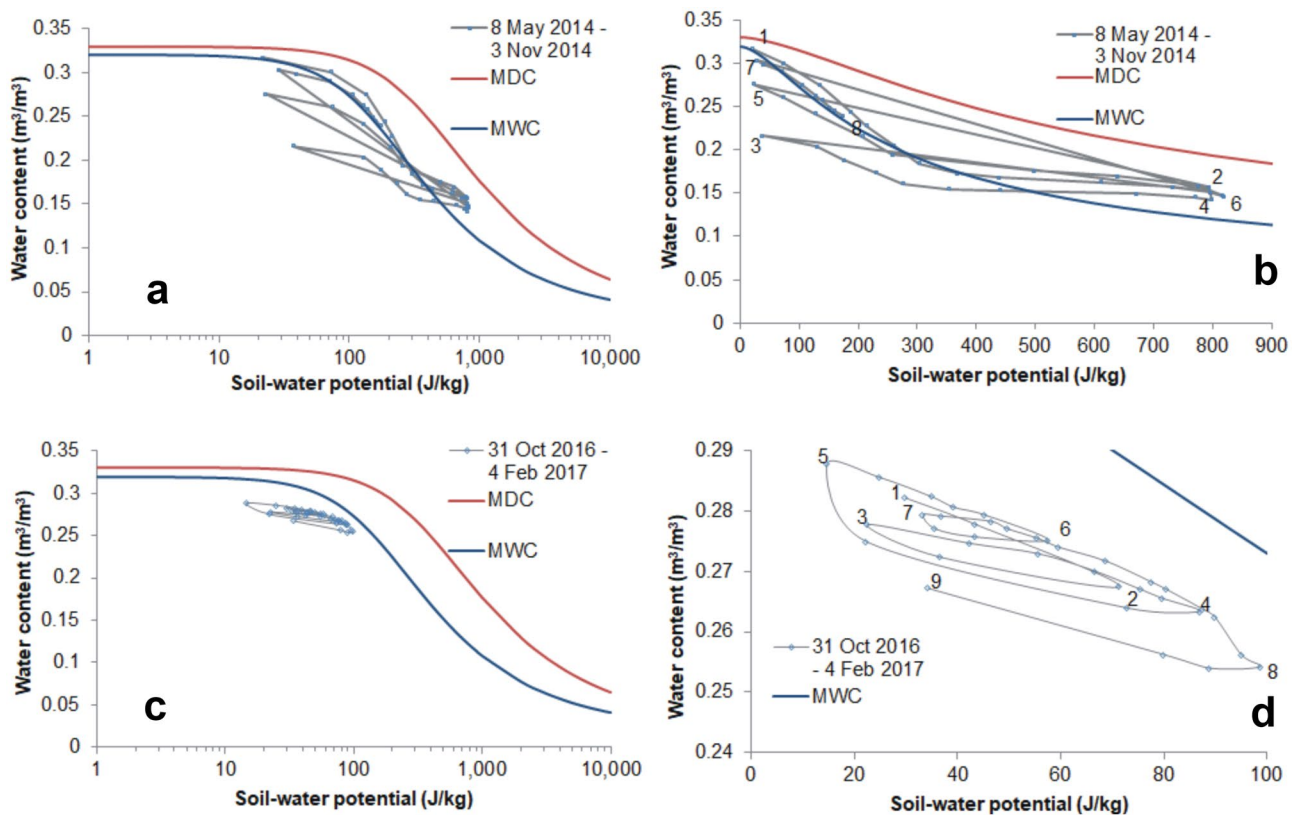 0.35
0.3
0.25
0.2
0.15
0.1
0.05
0
Water content (m³/m³)
8 May 2014 -
3 Nov 2014
MDC
MWC
a
1
10
100
1,000
10,000
Soil-water potential (J/kg)
0.35
0.3
0.25
0.2
0.15
0.1
0.05
0
Water content (m³/m³)
1
7
5
3
8
2
4
6
8 May 2014 -
3 Nov 2014
MDC
MWC
b
0 100 200 300 400 500 600 700 800 900
Soil-water potential (J/kg)
0.35
0.3
0.25
0.2
0.15
0.1
0.05
0
Water content (m³/m³)
31 Oct 2016 -
4 Feb 2017
MDC
MWC
c
1
10
100
1,000
10,000
Soil-water potential (J/kg)
0.29
0.28
0.27
0.26
0.25
0.24
Water content (m³/m³)
5
1
3
7
6
9
2
4
8
31 Oct 2016
- 4 Feb 2017
MWC
d
0 20 40 60 80 100
Soil-water potential (J/kg)